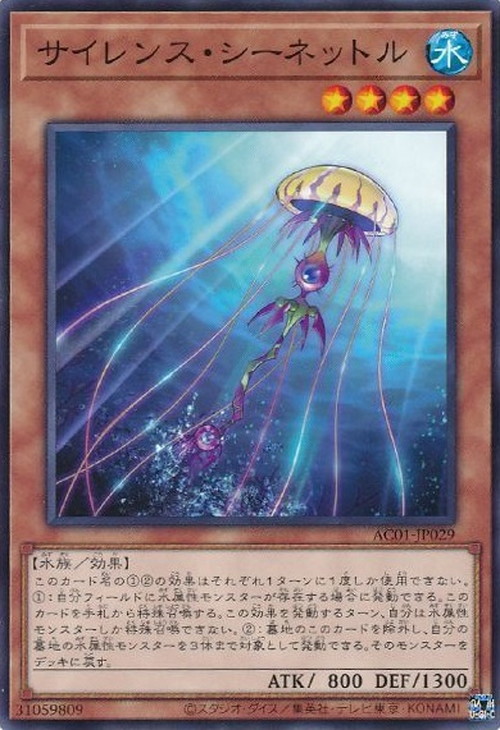 サイレンス・シーネットル
水
AC01-JP029
【水族/効果】
このカード名の①②の効果はそれぞれ1ターンに1度しか使用できない。
①:自分フィールドに水属性モンスターが存在する場合に発動できる。この
カードを手札から特殊召喚する。この効果を発動するターン、自分は水属性
モンスターしか特殊召喚できない。②:墓地のこのカードを除外し、自分の
墓地の水属性モンスターを3体まで対象として発動できる。そのモンスターを
デッキに戻す。
ATK/ 800 DEF/1300
31059809 ©スタジオ・ダイス/集英社・テレビ東京・KONAMI